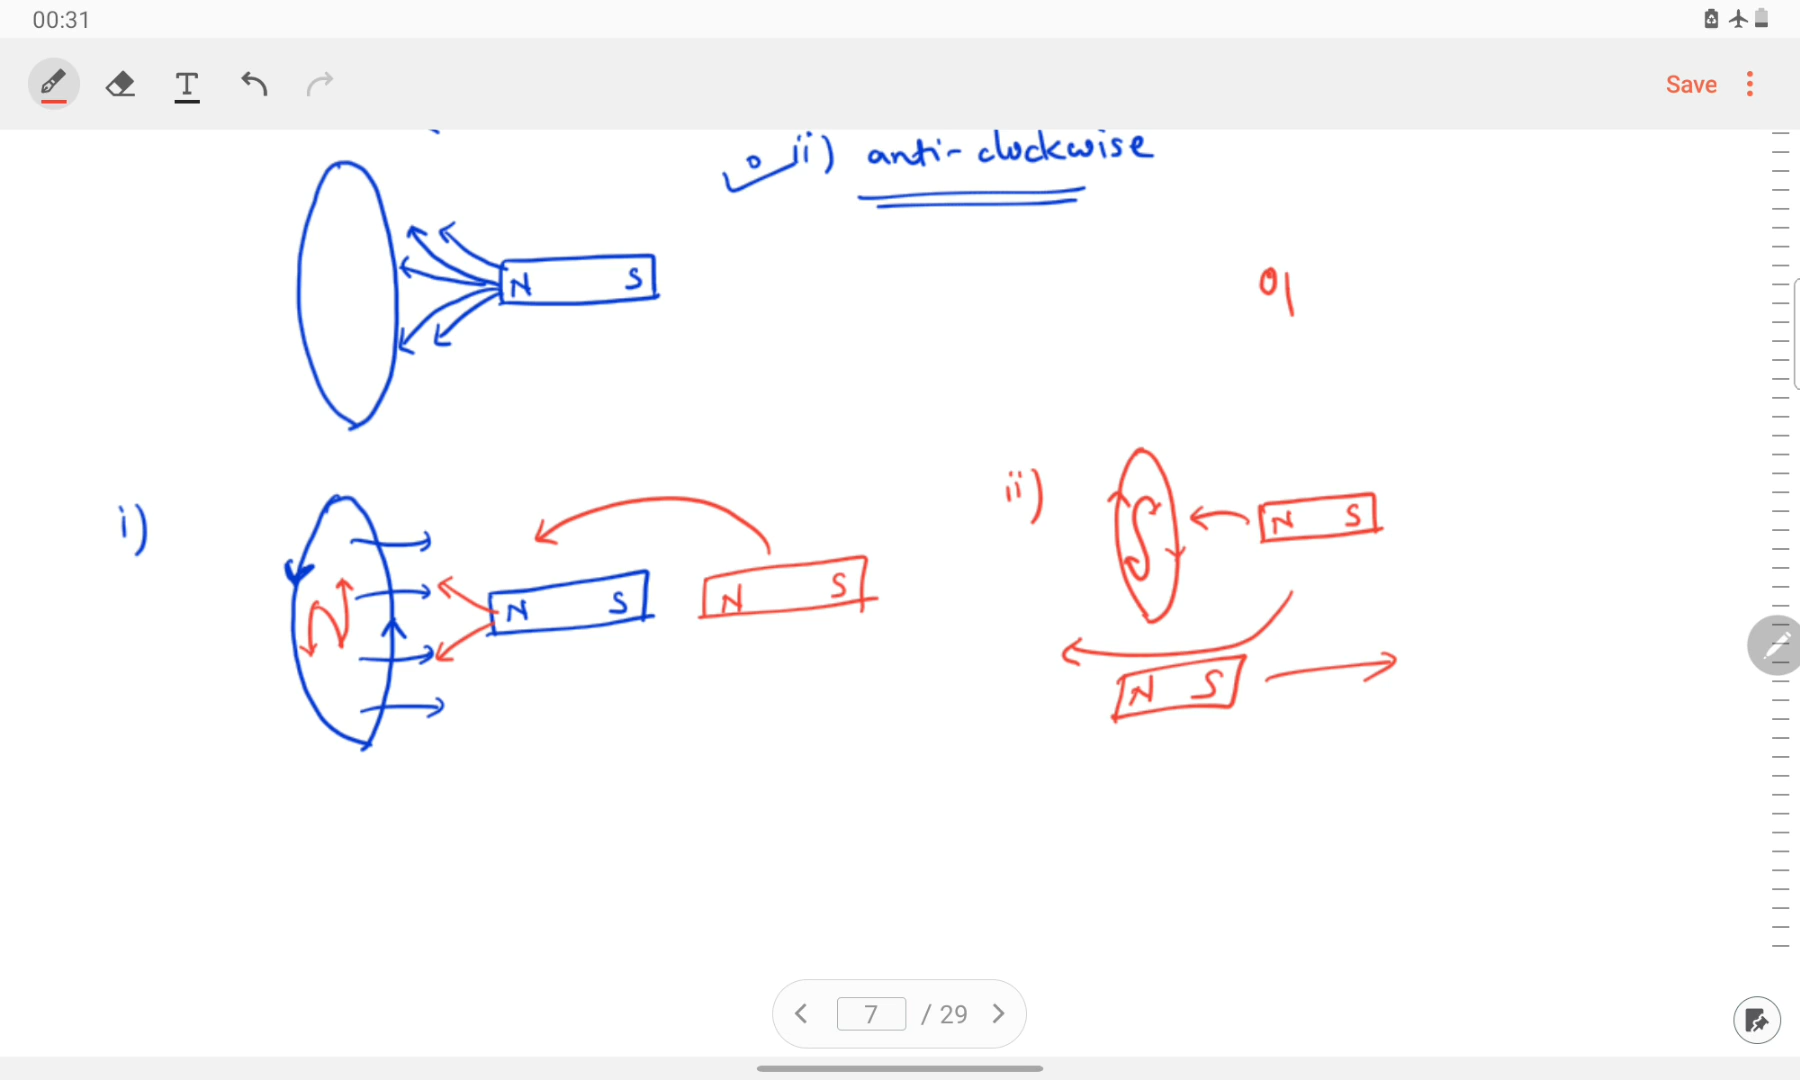 00:31
T
Save
ii) anti-clockwise
N S
i)
N
N S
N S
ii)
S
N S
N S
7 / 29